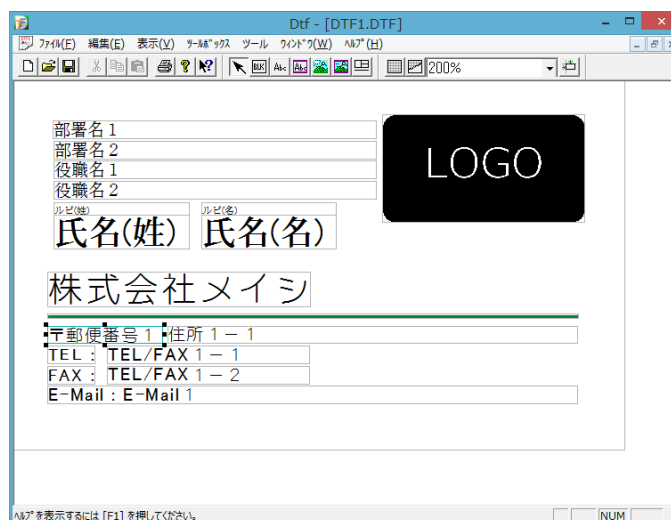 Dtf - [DTF1.DTF]
ﾌｧｲﾙ(F) 編集(E) 表示(V) ﾂｰﾙﾎﾞｯｸｽ ツール ｳｨﾝﾄﾞｳ(W) ﾍﾙﾌﾟ(H)
BLK Abc Abc 200%
部署名１
部署名２
役職名１
役職名２
LOGO
ルビ(姓) ルビ(名)
氏名(姓) 氏名(名)
株式会社メイシ
〒郵便番号１ 住所１－１
TEL : TEL/FAX１－１
FAX : TEL/FAX１－２
E-Mail : E-Mail１
ﾍﾙﾌﾟを表示するには [F1] を押してください。
NUM